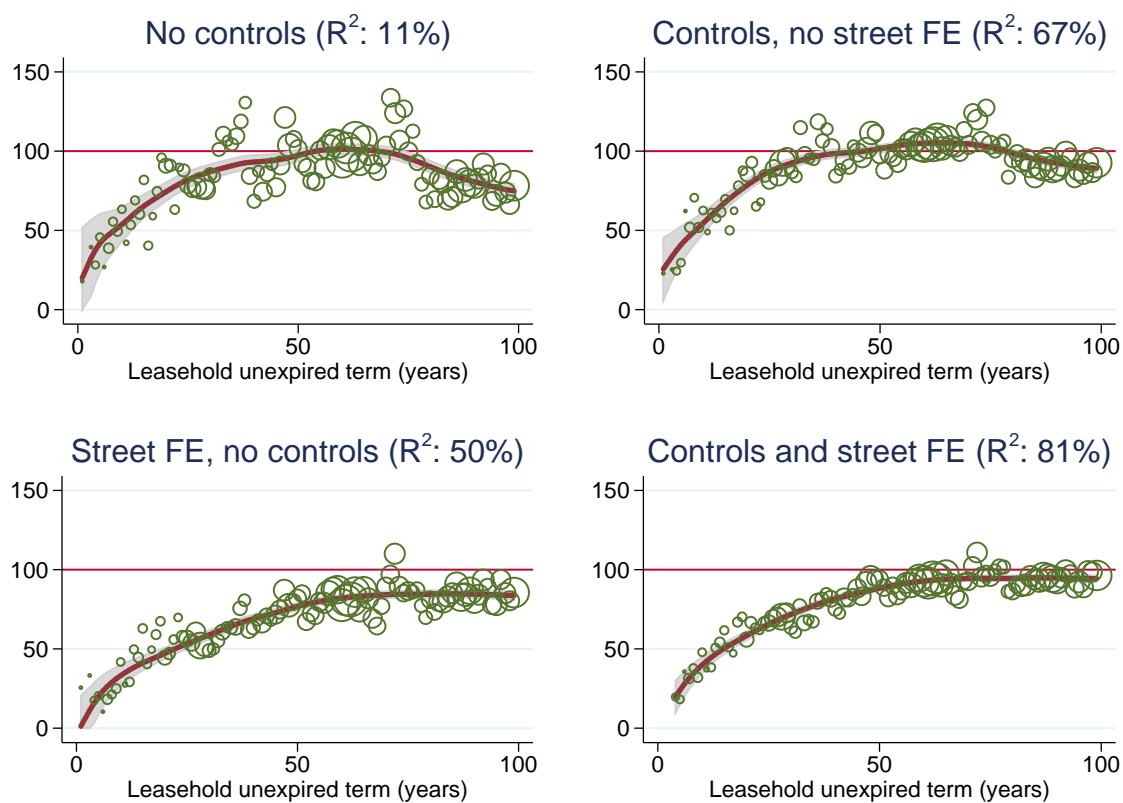 No controls (R²: 11%)
150
100
50
0
0 50 100
Leasehold unexpired term (years)
Controls, no street FE (R²: 67%)
150
100
50
0
0 50 100
Leasehold unexpired term (years)
Street FE, no controls (R²: 50%)
150
100
50
0
0 50 100
Leasehold unexpired term (years)
Controls and street FE (R²: 81%)
150
100
50
0
0 50 100
Leasehold unexpired term (years)